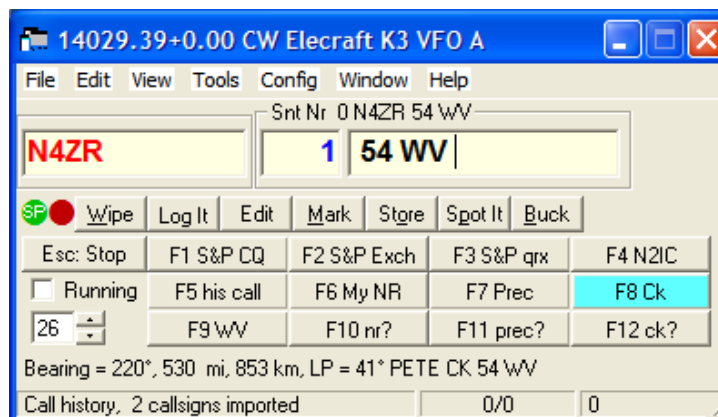 14029.39+0.00 CW Elecraft K3 VFO A
File Edit View Tools Config Window Help
Snt Nr 0 N4ZR 54 WV
N4ZR 1 54 WV
SP Wipe Log It Edit Mark Store Spot It Buck
Esc: Stop F1 S&P CQ F2 S&P Exch F3 S&P qrx F4 N2IC
Running F5 his call F6 My NR F7 Prec F8 Ck
26 F9 WV F10 nr? F11 prec? F12 ck?
Bearing = 220°, 530 mi, 853 km, LP = 41° PETE CK 54 WV
Call history, 2 callsigns imported 0/0 0